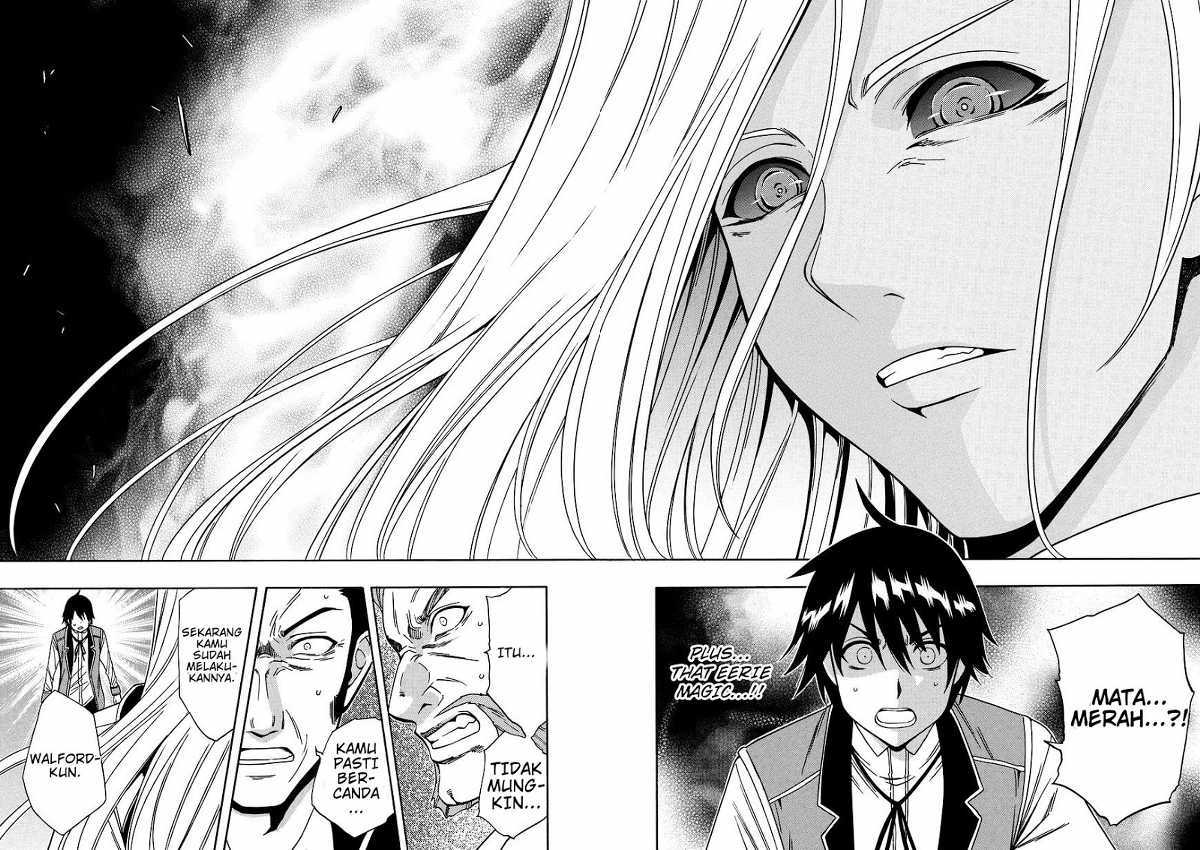 MATA...
MERAH...?!
PLUS...
THAT EERIE
MAGIC...!!
ITU...
TIDAK
MUNG-
KIN...
KAMU
PASTI
BER-
CANDA
...
SEKARANG
KAMU
SUDAH
MELAKU-
KANNYA.
WALFORD-
KUN.